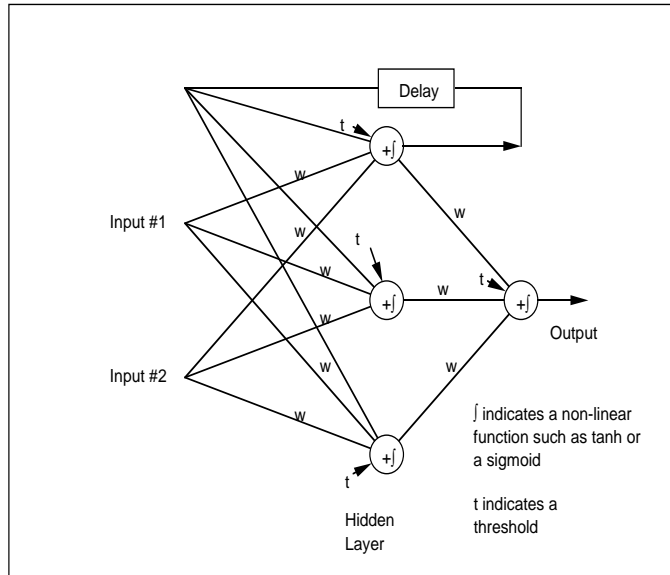 Delay
t
+∫
w
w
Input #1
w
t
w
t
w
+∫
w
+∫
w
Output
Input #2
w
w
w
+∫
t
∫ indicates a non-linear
function such as tanh or
a sigmoid
t indicates a
threshold
Hidden
Layer